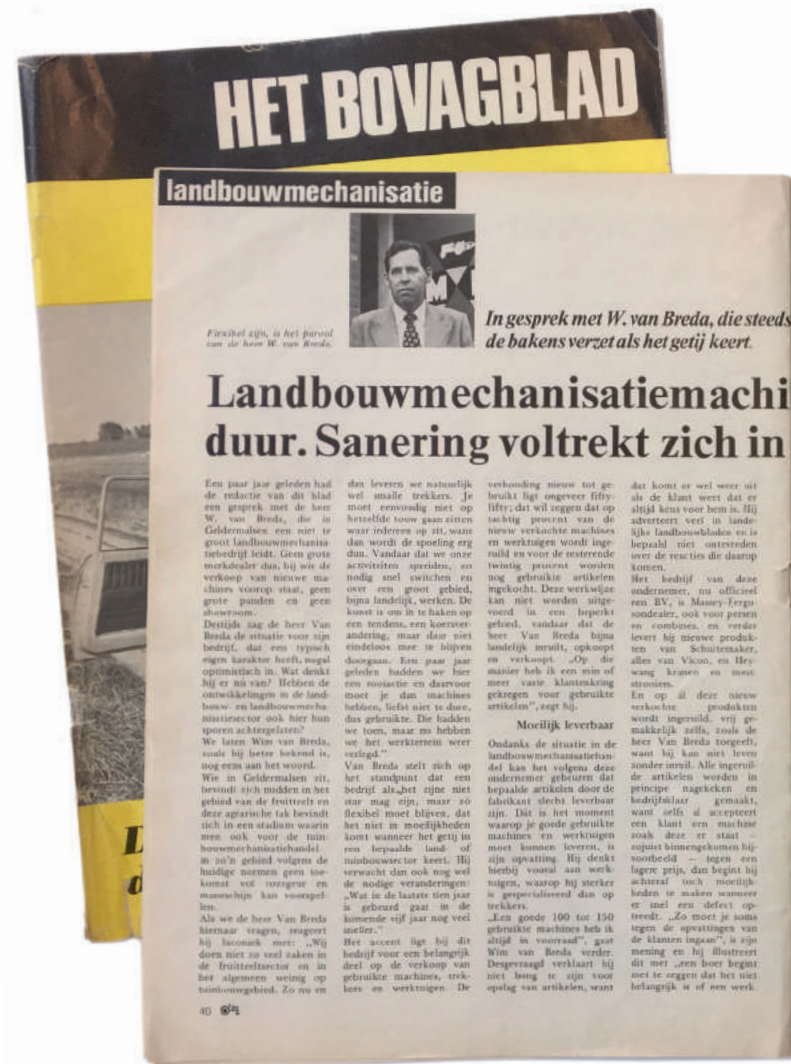 HET BOVAGBLAD
landbouwmechanisatie
Flexibel zijn, is het parool
van de heer W. van Breda.
In gesprek met W. van Breda, die steeds
de bakens verzet als het getij keert.
Landbouwmechanisatiemachi
duur. Sanering voltrekt zich in
Een paar jaar geleden had
de redactie van dit blad
een gesprek met de heer
W. van Breda, die in
Geldermalsen een niet te
groot landbouwmechanisa-
tiebedrijf leidt. Geen grote
merkdealer dus, bij wie de
verkoop van nieuwe ma-
chines voorop staat, geen
grote panden en geen
showroom.
Destijds zag de heer Van
Breda de situatie voor zijn
bedrijf, dat een typisch
eigen karakter heeft, nogal
optimistisch in. Wat denkt
hij er nu van? Hebben de
ontwikkelingen in de land-
bouw- en landbouwmecha-
nisatiesector ook hier hun
sporen achtergelaten?
We laten Wim van Breda,
zoals hij beter bekend is,
nog eens aan het woord.
Wie in Geldermalsen zit,
bevindt zich midden in het
gebied van de fruitteelt en
deze agrarische tak bevindt
zich in een stadium waarin
men ook voor de tuin-
bouwmechanisatiehandel
in zo'n gebied volgens de
huidige normen geen toe-
komst vol rozegeur en
maneschijn kan voorspel-
len.
Als we de heer Van Breda
hiernaar vragen, reageert
hij laconiek met: „Wij
doen niet zo veel zaken in
de fruitteeltsector en in
het algemeen weinig op
tuinbouwgebied. Zo nu en
dan leveren we natuurlijk
wel smalle trekkers. Je
moet eenvoudig niet op
hetzelfde touw gaan zitten
waar iedereen op zit, want
dan wordt de spoeling erg
dun. Vandaar dat we onze
activiteiten spreiden, zo
nodig snel switchen en
over een groot gebied,
bijna landelijk, werken. De
kunst is om in te haken op
een tendens, een koersver-
andering, maar daar niet
eindeloos mee te blijven
doorgaan. Een paar jaar
geleden hadden we hier
een rooiactie en daarvoor
moet je dan machines
hebben, liefst niet te dure,
dus gebruikte. Die hadden
we toen, maar nu hebben
we het werkterrein weer
verlegd."
Van Breda stelt zich op
het standpunt dat een
bedrijf als „het zijne niet
star mag zijn, maar zo
flexibel moet blijven, dat
het niet in moeilijkheden
komt wanneer het getij in
een bepaalde land- of
tuinbouwsector keert. Hij
verwacht dan ook nog wel
de nodige veranderingen:
„Wat in de laatste tien jaar
is gebeurd gaat in de
komende vijf jaar nog veel
sneller."
Het accent ligt bij dit
bedrijf voor een belangrijk
deel op de verkoop van
gebruikte machines, trek-
kers en werktuigen. De
verhouding nieuw tot ge-
bruikt ligt ongeveer fifty-
fifty; dat wil zeggen dat op
tachtig procent van de
nieuw verkochte machines
en werktuigen wordt inge-
ruild en voor de resterende
twintig procent worden
nog gebruikte artikelen
ingekocht. Deze werkwijze
kan niet worden uitge-
voerd in een beperkt
gebied, vandaar dat de
heer Van Breda bijna
landelijk inruilt, opkoopt
en verkoopt. „Op die
manier heb ik een min of
meer vaste klantenkring
gekregen voor gebruikte
artikelen", zegt hij.
Moeilijk leverbaar
Ondanks de situatie in de
landbouwmechanisatiehan-
del kan het volgens deze
ondernemer gebeuren dat
bepaalde artikelen door de
fabrikant slecht leverbaar
zijn. Dit is het moment
waarop je goede gebruikte
machines en werktuigen
moet kunnen leveren, is
zijn opvatting. Hij denkt
hierbij vooral aan werk-
tuigen, waarop hij sterker
is gespecialiseerd dan op
trekkers.
„Een goede 100 tot 150
gebruikte machines heb ik
altijd in voorraad", gaat
Wim van Breda verder.
Desgevraagd verklaart hij
niet bang te zijn voor
opslag van artikelen, want
dat komt er wel weer uit
als de klant weet dat er
altijd keus voor hem is. Hij
adverteert veel in lande-
lijke landbouwbladen en is
bepaald niet ontevreden
over de reacties die daarop
komen.
Het bedrijf van deze
ondernemer, nu officieel
een BV, is Massey-Fergu-
sondealer, ook voor persen
en combines, en verder
levert hij nieuwe produk-
ten van Schuitemaker,
alles van Vicon, en Hey-
wang kranen en mest-
strooiers.
En op al deze nieuw
verkochte produkten
wordt ingeruild, vrij ge-
makkelijk zelfs, zoals de
heer Van Breda toegeeft,
want hij kan niet leven
zonder inruil. Alle ingeruil-
de artikelen worden in
principe nagekeken en
bedrijfsklaar gemaakt,
want zelfs al accepteert
een klant een machine
zoals deze er staat –
zojuist binnengekomen bij-
voorbeeld – tegen een
lagere prijs, dan begint hij
achteraf toch moeilijk-
heden te maken wanneer
er snel een defect op-
treedt. „Zo moet je soms
tegen de opvattingen van
de klanten ingaan", is zijn
mening en hij illustreert
dit met „een boer begint
met te zeggen dat het niet
belangrijk is of een werk-
40